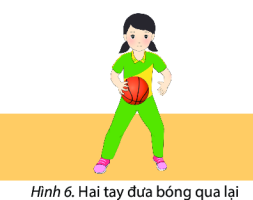 Hình 6. Hai tay đưa bóng qua lại